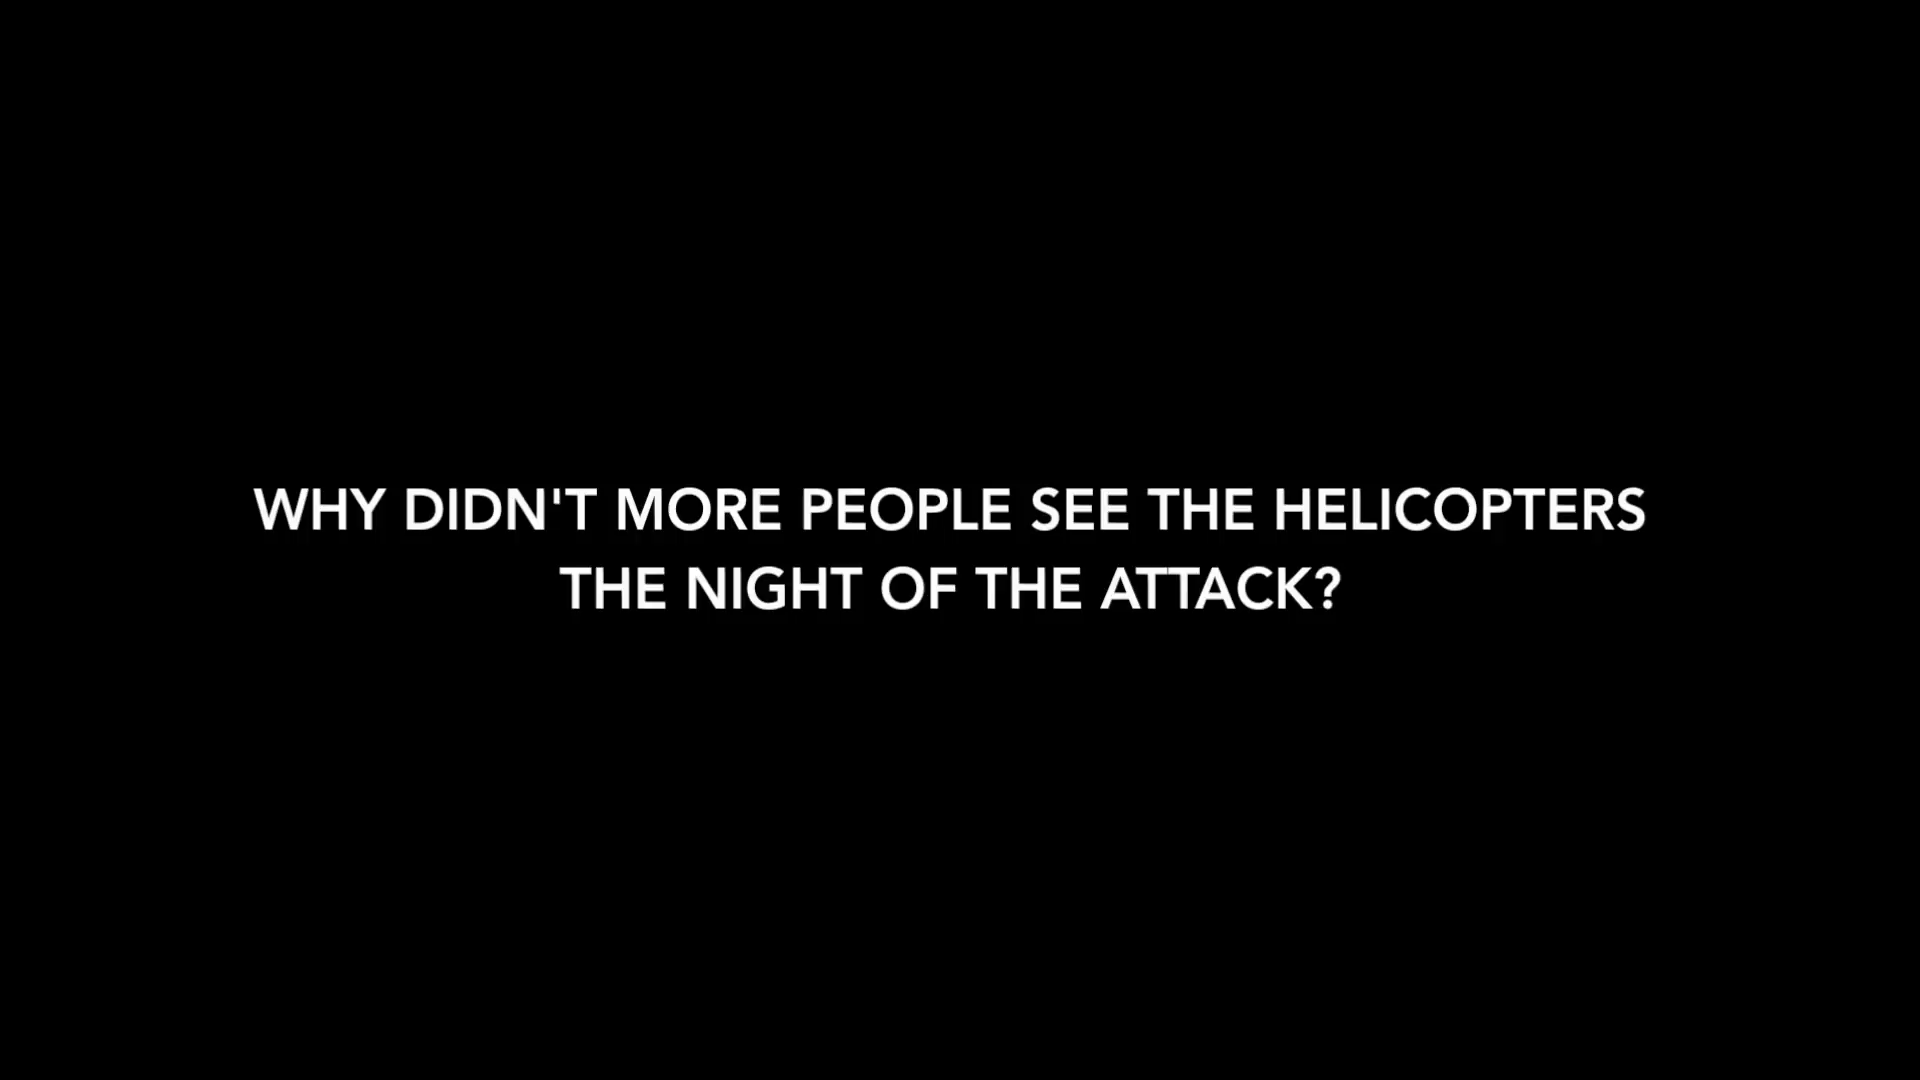 WHY DIDN'T MORE PEOPLE SEE THE HELICOPTERS
THE NIGHT OF THE ATTACK?